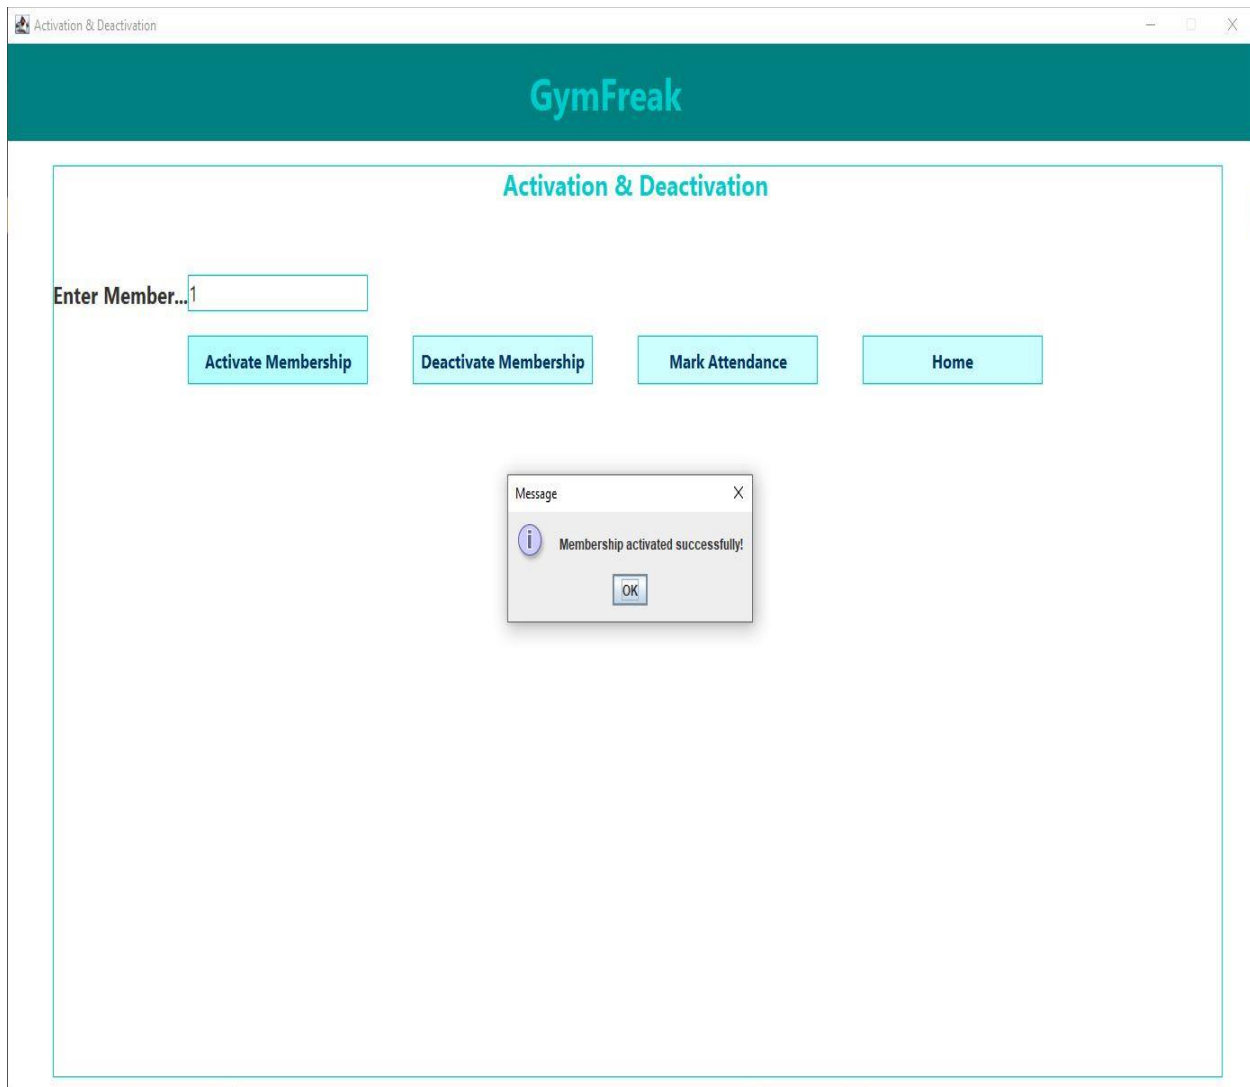 Activation & Deactivation
GymFreak
Activation & Deactivation
Enter Member... 1
Activate Membership Deactivate Membership Mark Attendance Home
Message
Membership activated successfully!
OK